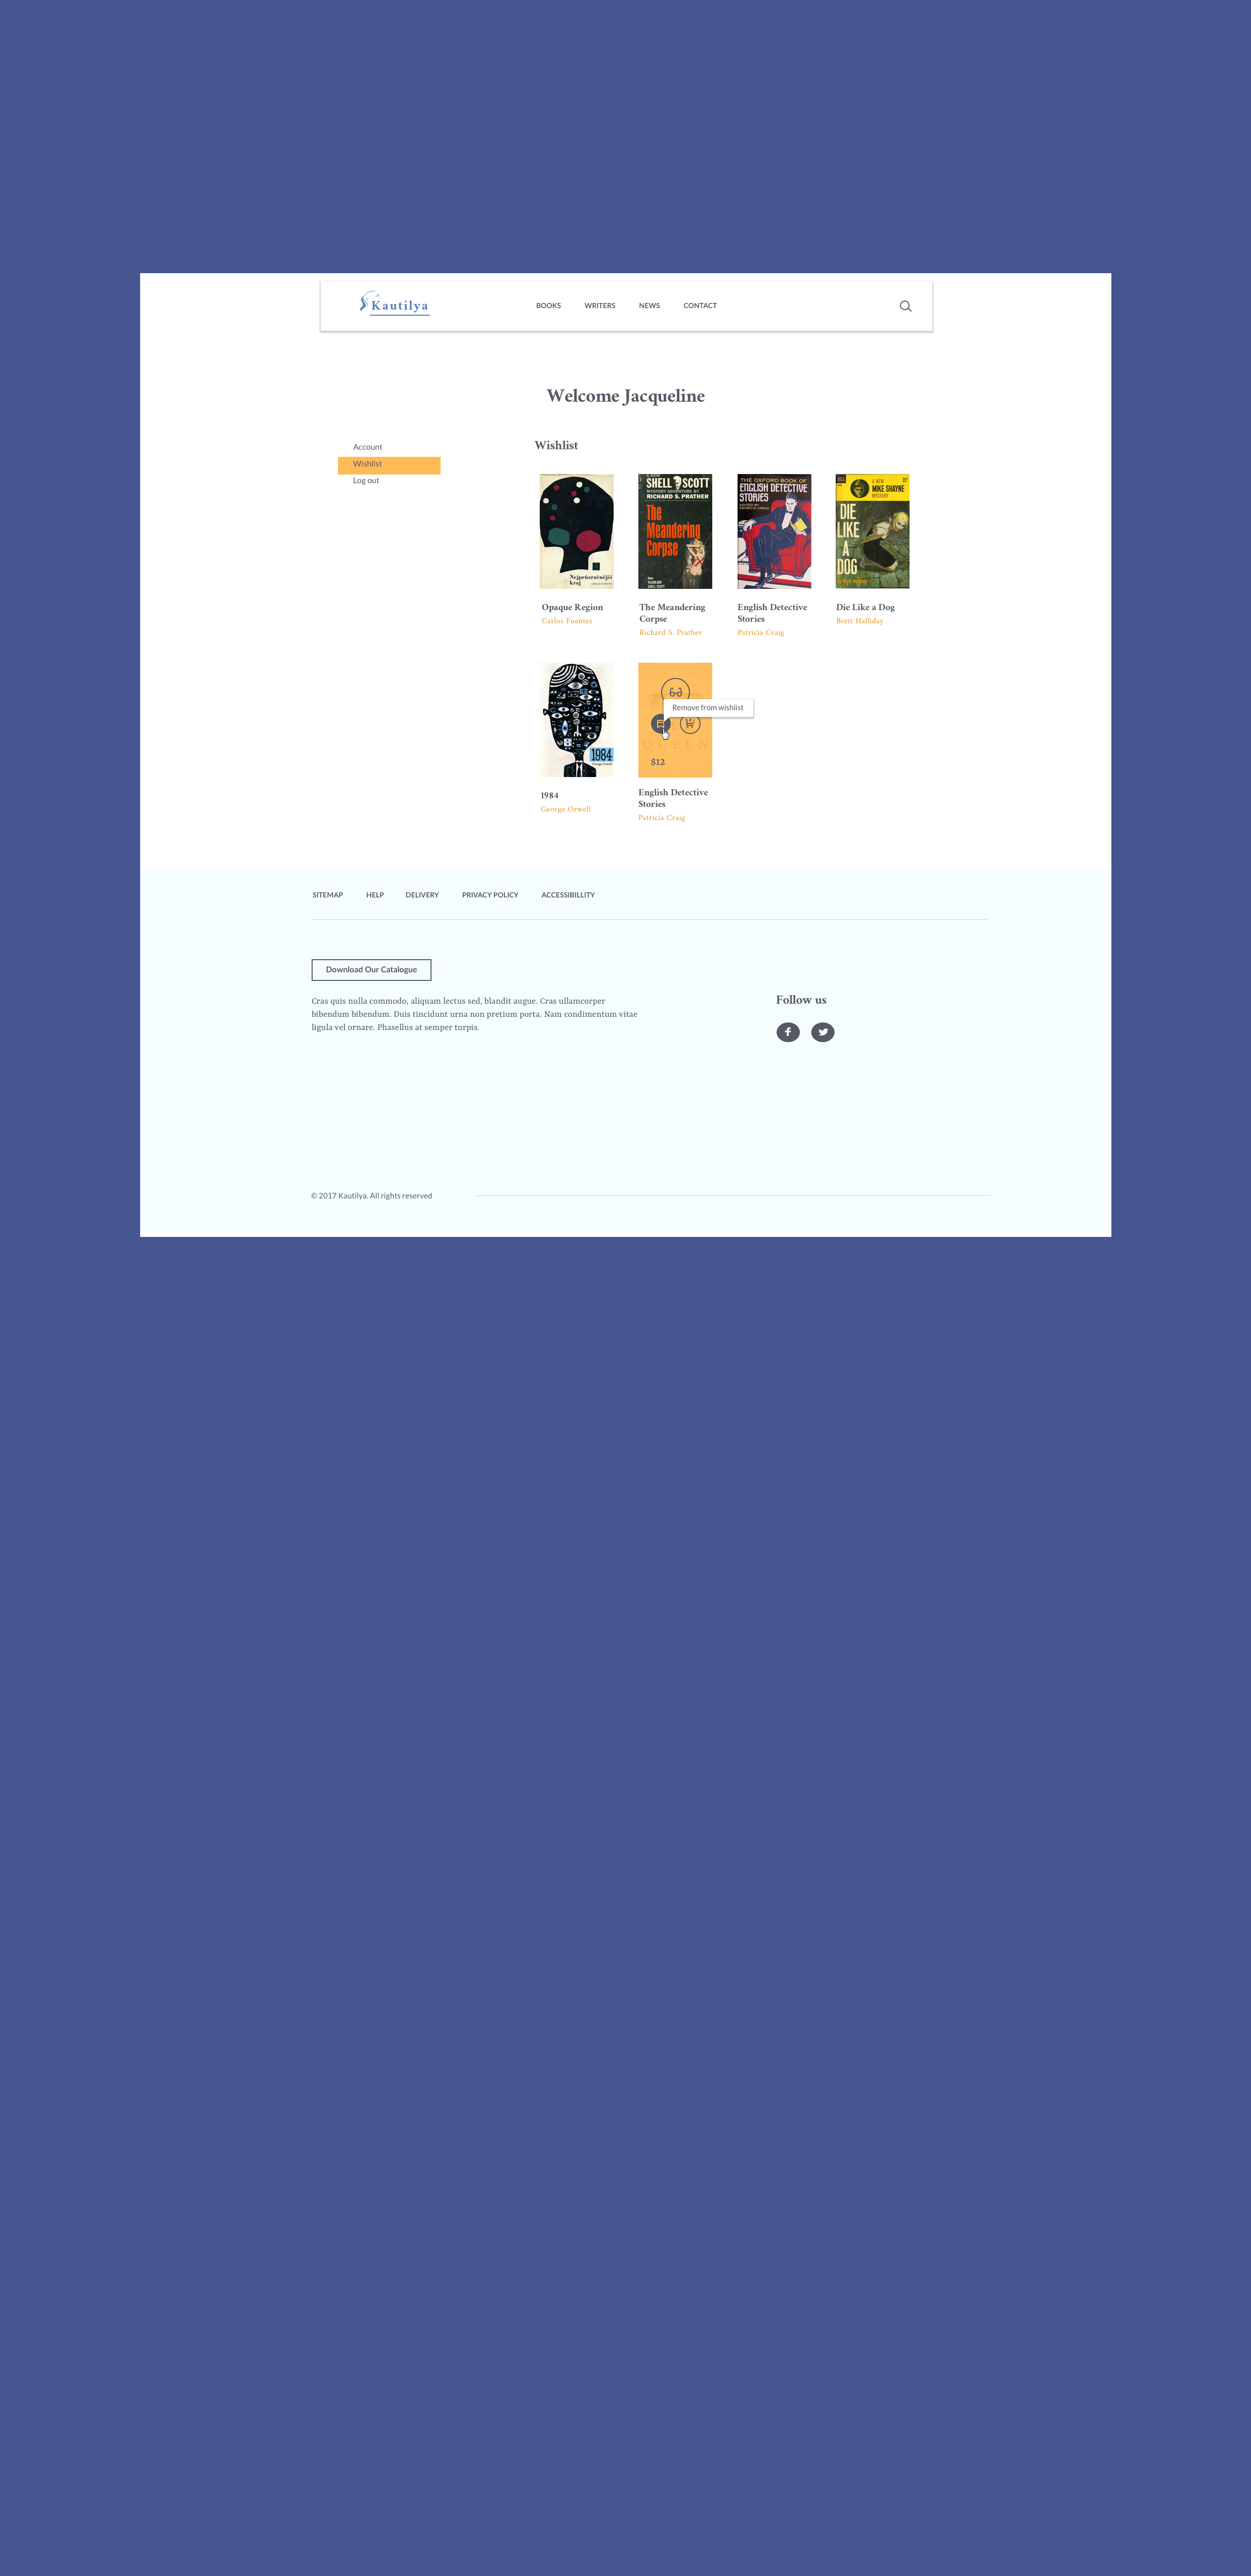 Kautilya
BOOKS WRITERS NEWS CONTACT
Welcome Jacqueline
Account
Wishlist
Log out
Wishlist
Nejprůzračnější
kraj
SHELL SCOTT
MYSTERY ADVENTURE BY
RICHARD S. PRATHER
The
Meandering
Corpse
THE OXFORD BOOK OF
ENGLISH DETECTIVE
STORIES
EDITED BY
PATRICIA CRAIG
A NEW
MIKE SHAYNE
MYSTERY
DIE
LIKE
A
DOG
Opaque Region
Carlos Fuentes
The Meandering
Corpse
Richard S. Prather
English Detective
Stories
Patricia Craig
Die Like a Dog
Brett Halliday
1984
George Orwell
Remove from wishlist
QUEEN
$12
1984
George Orwell
English Detective
Stories
Patricia Craig
SITEMAP HELP DELIVERY PRIVACY POLICY ACCESSIBILLITY
Download Our Catalogue
Cras quis nulla commodo, aliquam lectus sed, blandit augue. Cras ullamcorper
bibendum bibendum. Duis tincidunt urna non pretium porta. Nam condimentum vitae
ligula vel ornare. Phasellus at semper turpis.
Follow us
© 2017 Kautilya. All rights reserved